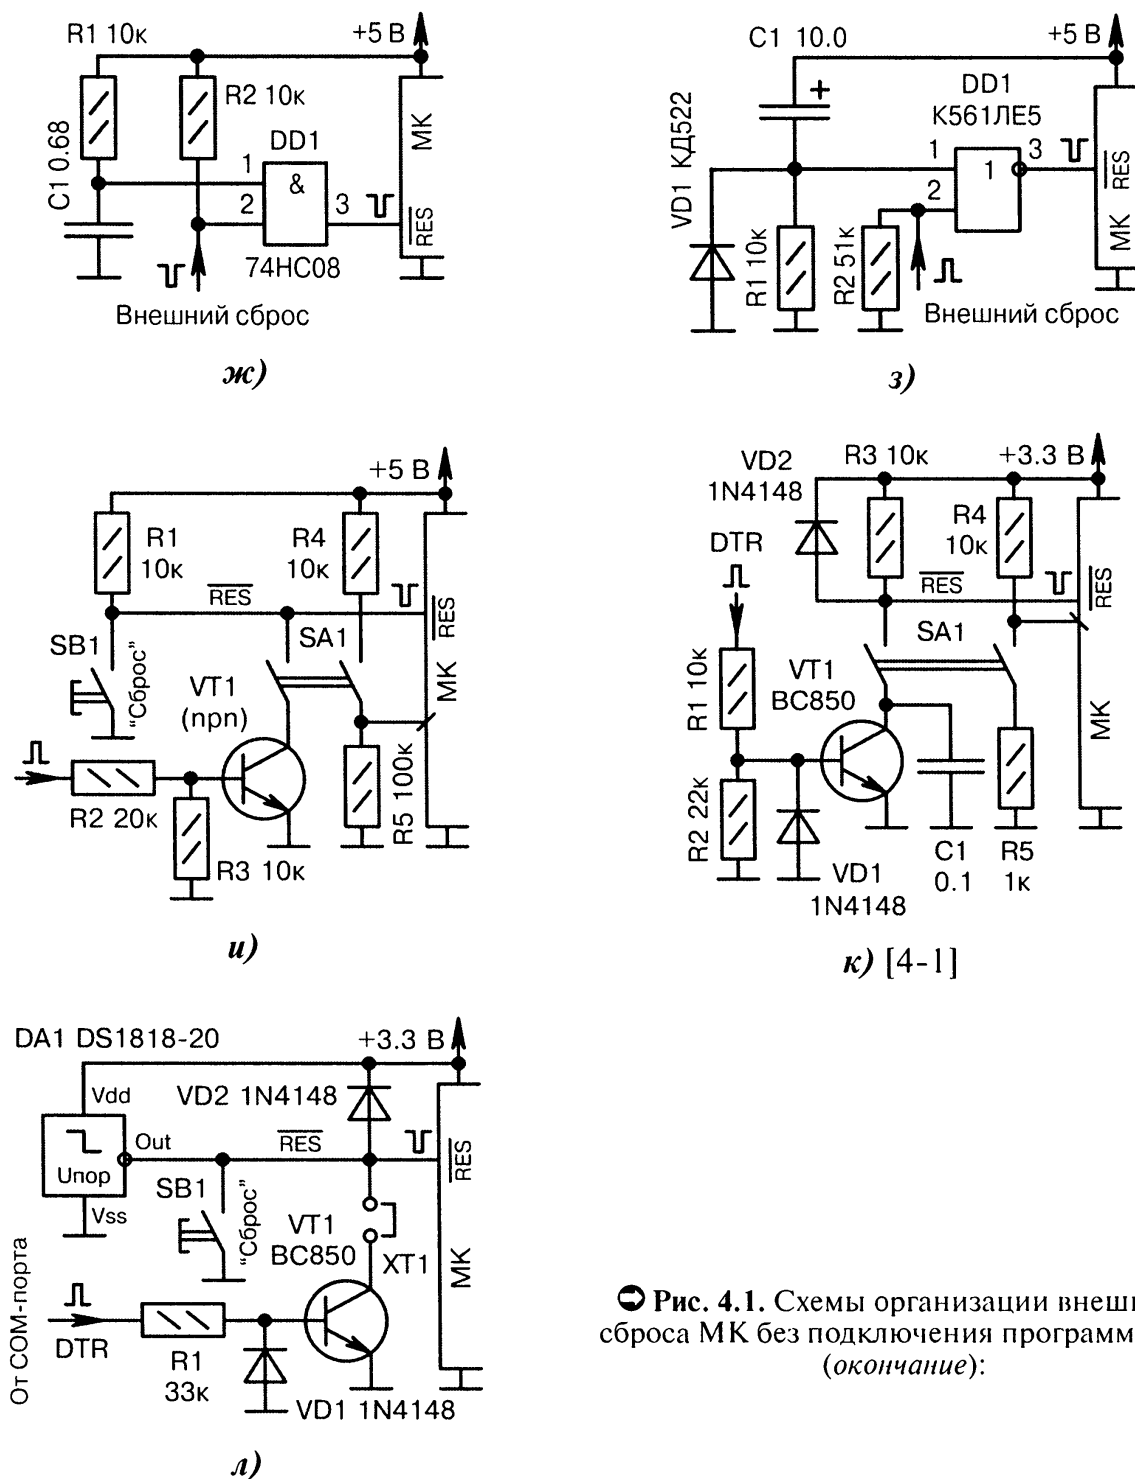 R1 10к
+5 В
R2 10к
C1 0.68
DD1
МК
1
&
2
3
RES
74HC08
Внешний сброс
ж)
C1 10.0
+5 В
DD1
К561ЛЕ5
VD1 КД522
+
1
1
3
2
RES
МК
R1 10к
R2 51к
Внешний сброс
з)
+5 В
R1
10к
R4
10к
RES
RES
SB1
"Сброс"
SA1
VT1
(npn)
МК
R2 20к
R3 10к
R5 100к
и)
VD2
1N4148
R3 10к
+3.3 В
DTR
R4
10к
RES
RES
SA1
R1 10к
VT1
BC850
МК
R2 22к
VD1
1N4148
C1
0.1
R5
1к
к) [4-1]
DA1 DS1818-20
+3.3 В
Vdd
VD2 1N4148
Out
RES
RES
Uпор
SB1
"Сброс"
Vss
VT1
BC850
XT1
МК
От COM-порта
DTR
R1
33к
VD1 1N4148
л)
Рис. 4.1. Схемы организации внеш
сброса МК без подключения программ
(окончание):